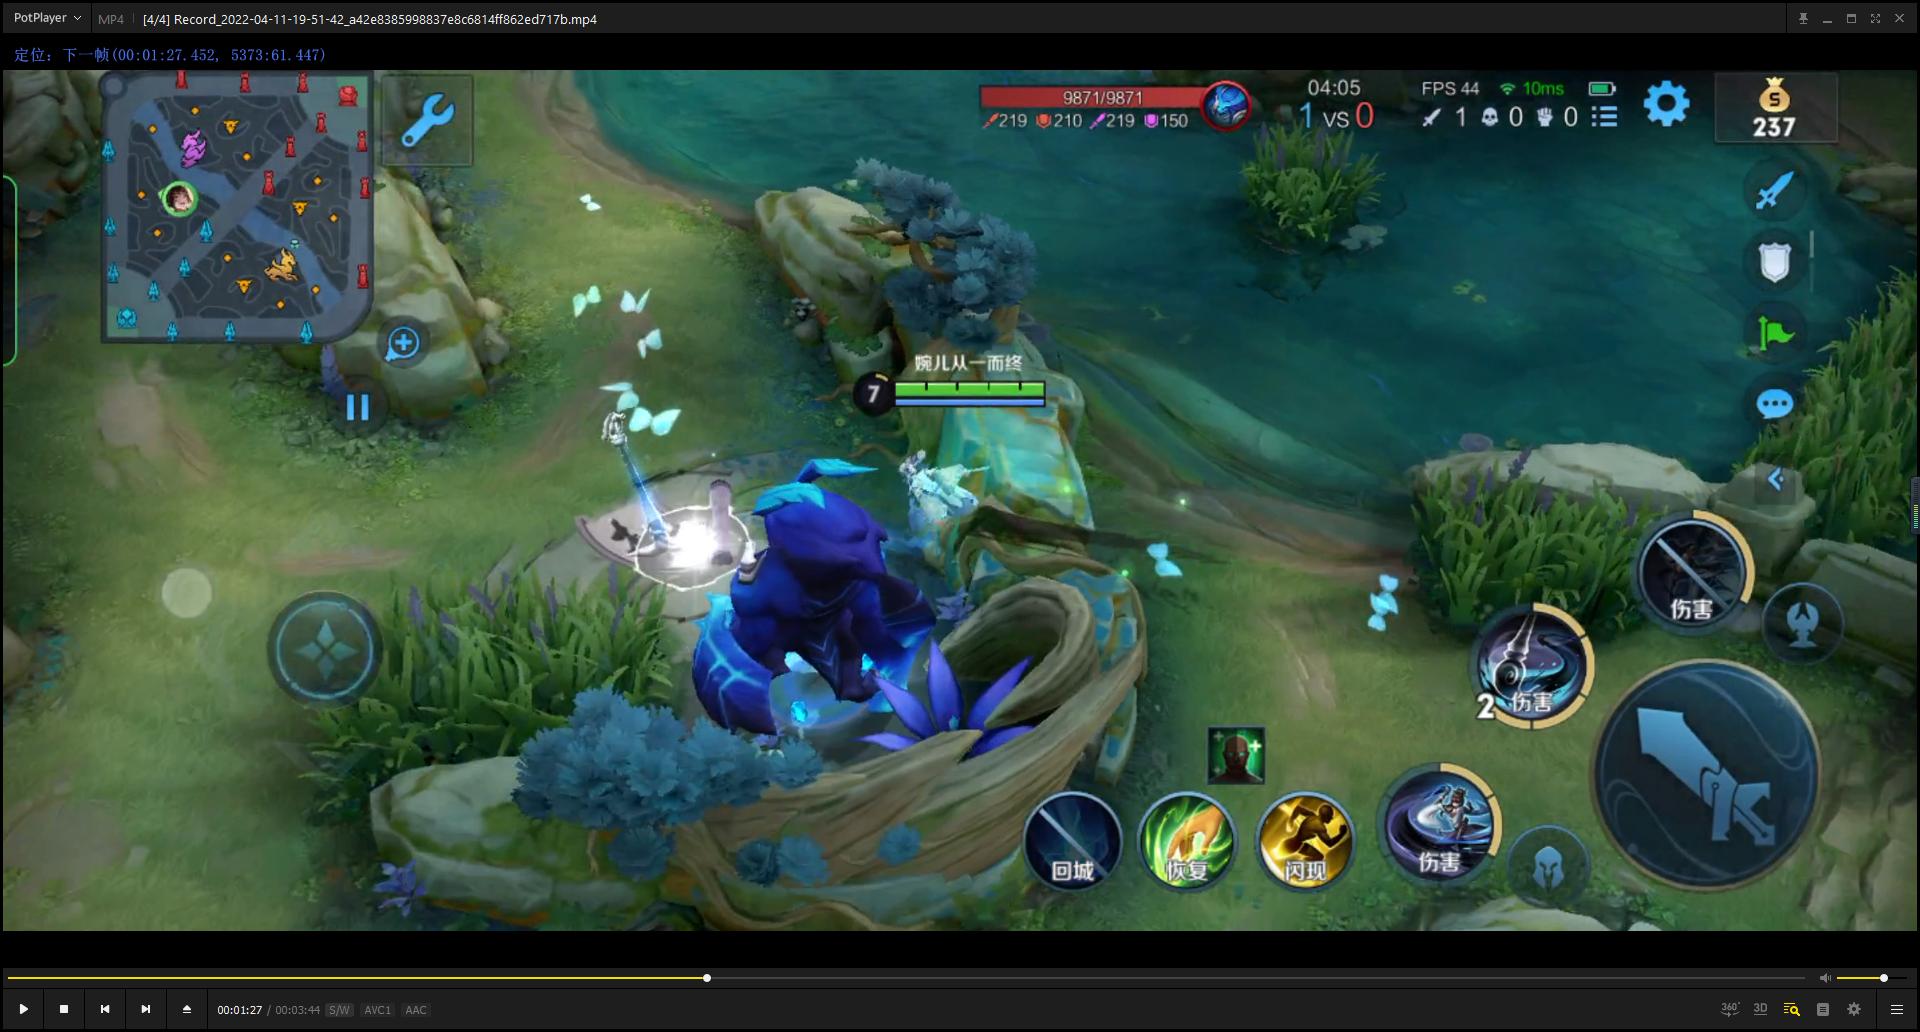 PotPlayer MP4 [4/4] Record_2022-04-11-19-51-42_a42e8385998837e8c6814ff862ed717b.mp4
定位: 下一帧(00:01:27.452, 5373:61.447)
9871/9871
219 210 219 150
04:05
1 VS 0
FPS 44 10ms
1 0 0
S
237
婉儿从一而终
7
伤害
2 伤害
伤害
回城
恢复
闪现
00:01:27 / 00:03:44 S/W AVC1 AAC
360° 3D